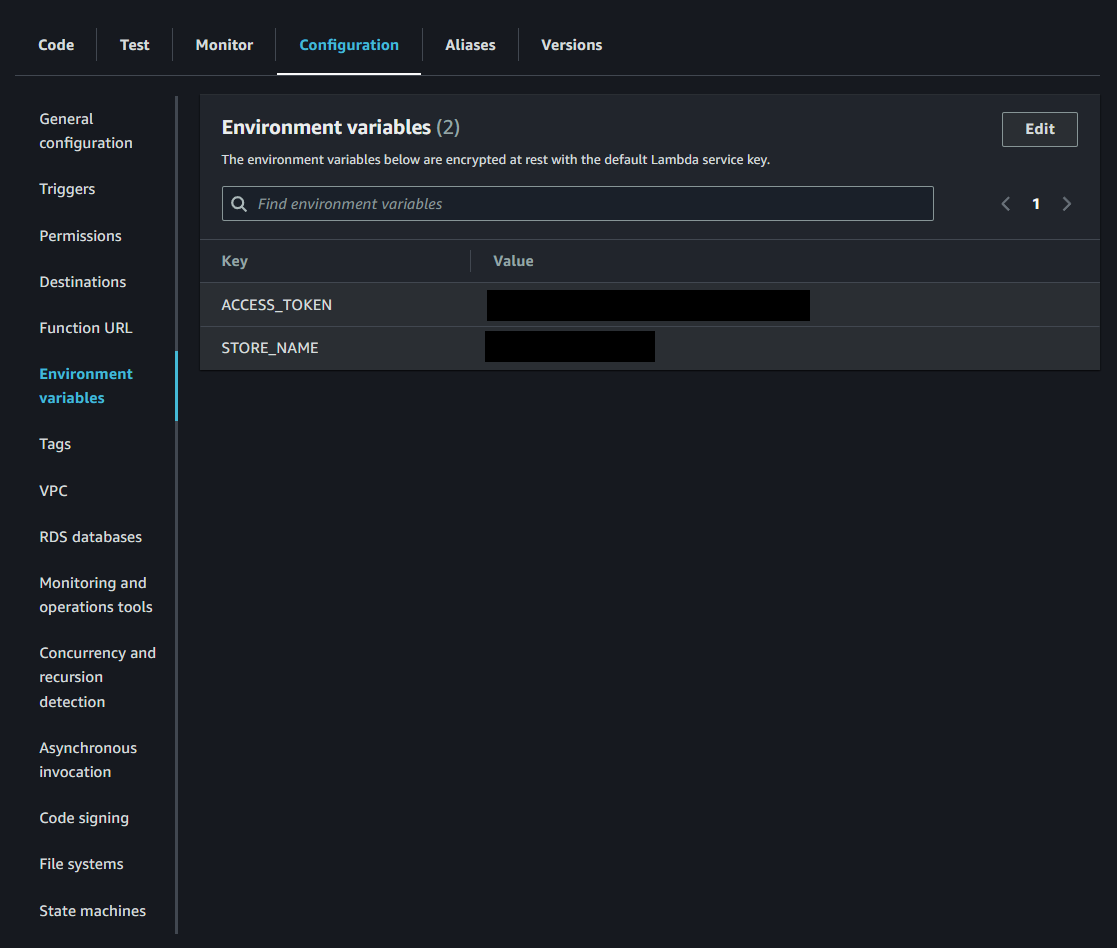 Code
Test
Monitor
Configuration
Aliases
Versions
General
configuration
Triggers
Permissions
Destinations
Function URL
Environment
variables
Tags
VPC
RDS databases
Monitoring and
operations tools
Concurrency and
recursion
detection
Asynchronous
invocation
Code signing
File systems
State machines
Environment variables (2)
Edit
The environment variables below are encrypted at rest with the default Lambda service key.
Find environment variables
1
Key
Value
ACCESS_TOKEN
STORE_NAME